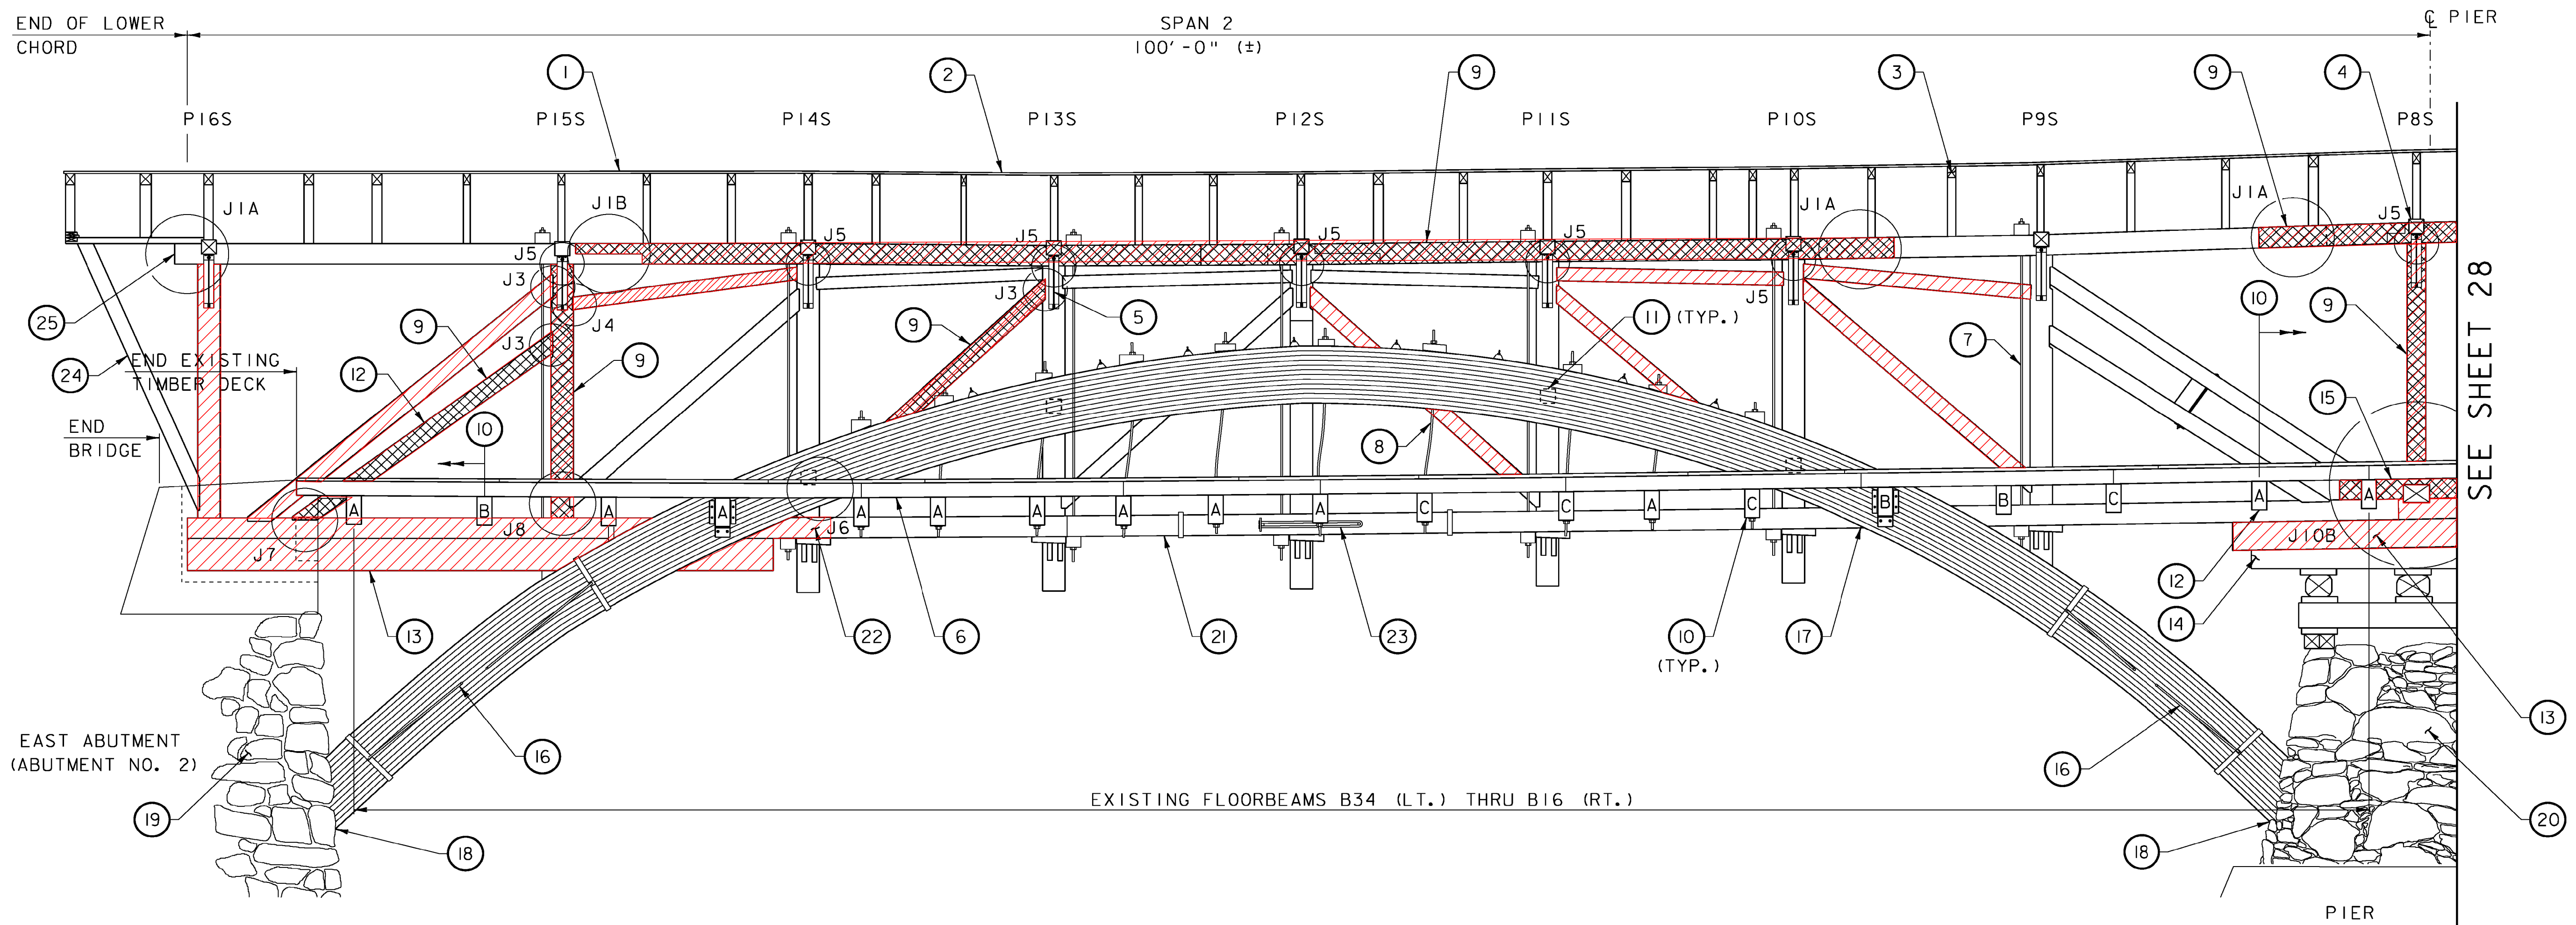 END OF LOWER
CHORD
SPAN 2
100'-0" (±)
℄ PIER
1
2
9
3
9
4
P16S
P15S
P14S
P13S
P12S
P11S
P10S
P9S
P8S
J1A
J1B
J1A
J1A
J5
J5
J5
J5
J5
J5
J5
J3
J3
J4
J3
25
24
END EXISTING
TIMBER DECK
12
9
9
9
5
11 (TYP.)
7
10
9
SEE SHEET 28
END
BRIDGE
10
8
15
A
B
A
A
A
A
A
A
A
A
C
C
A
C
B
B
C
A
A
J7
J8
J6
J10B
13
22
6
21
23
10
(TYP.)
17
12
14
13
EAST ABUTMENT
(ABUTMENT NO. 2)
16
16
19
EXISTING FLOORBEAMS B34 (LT.) THRU B16 (RT.)
20
18
18
PIER